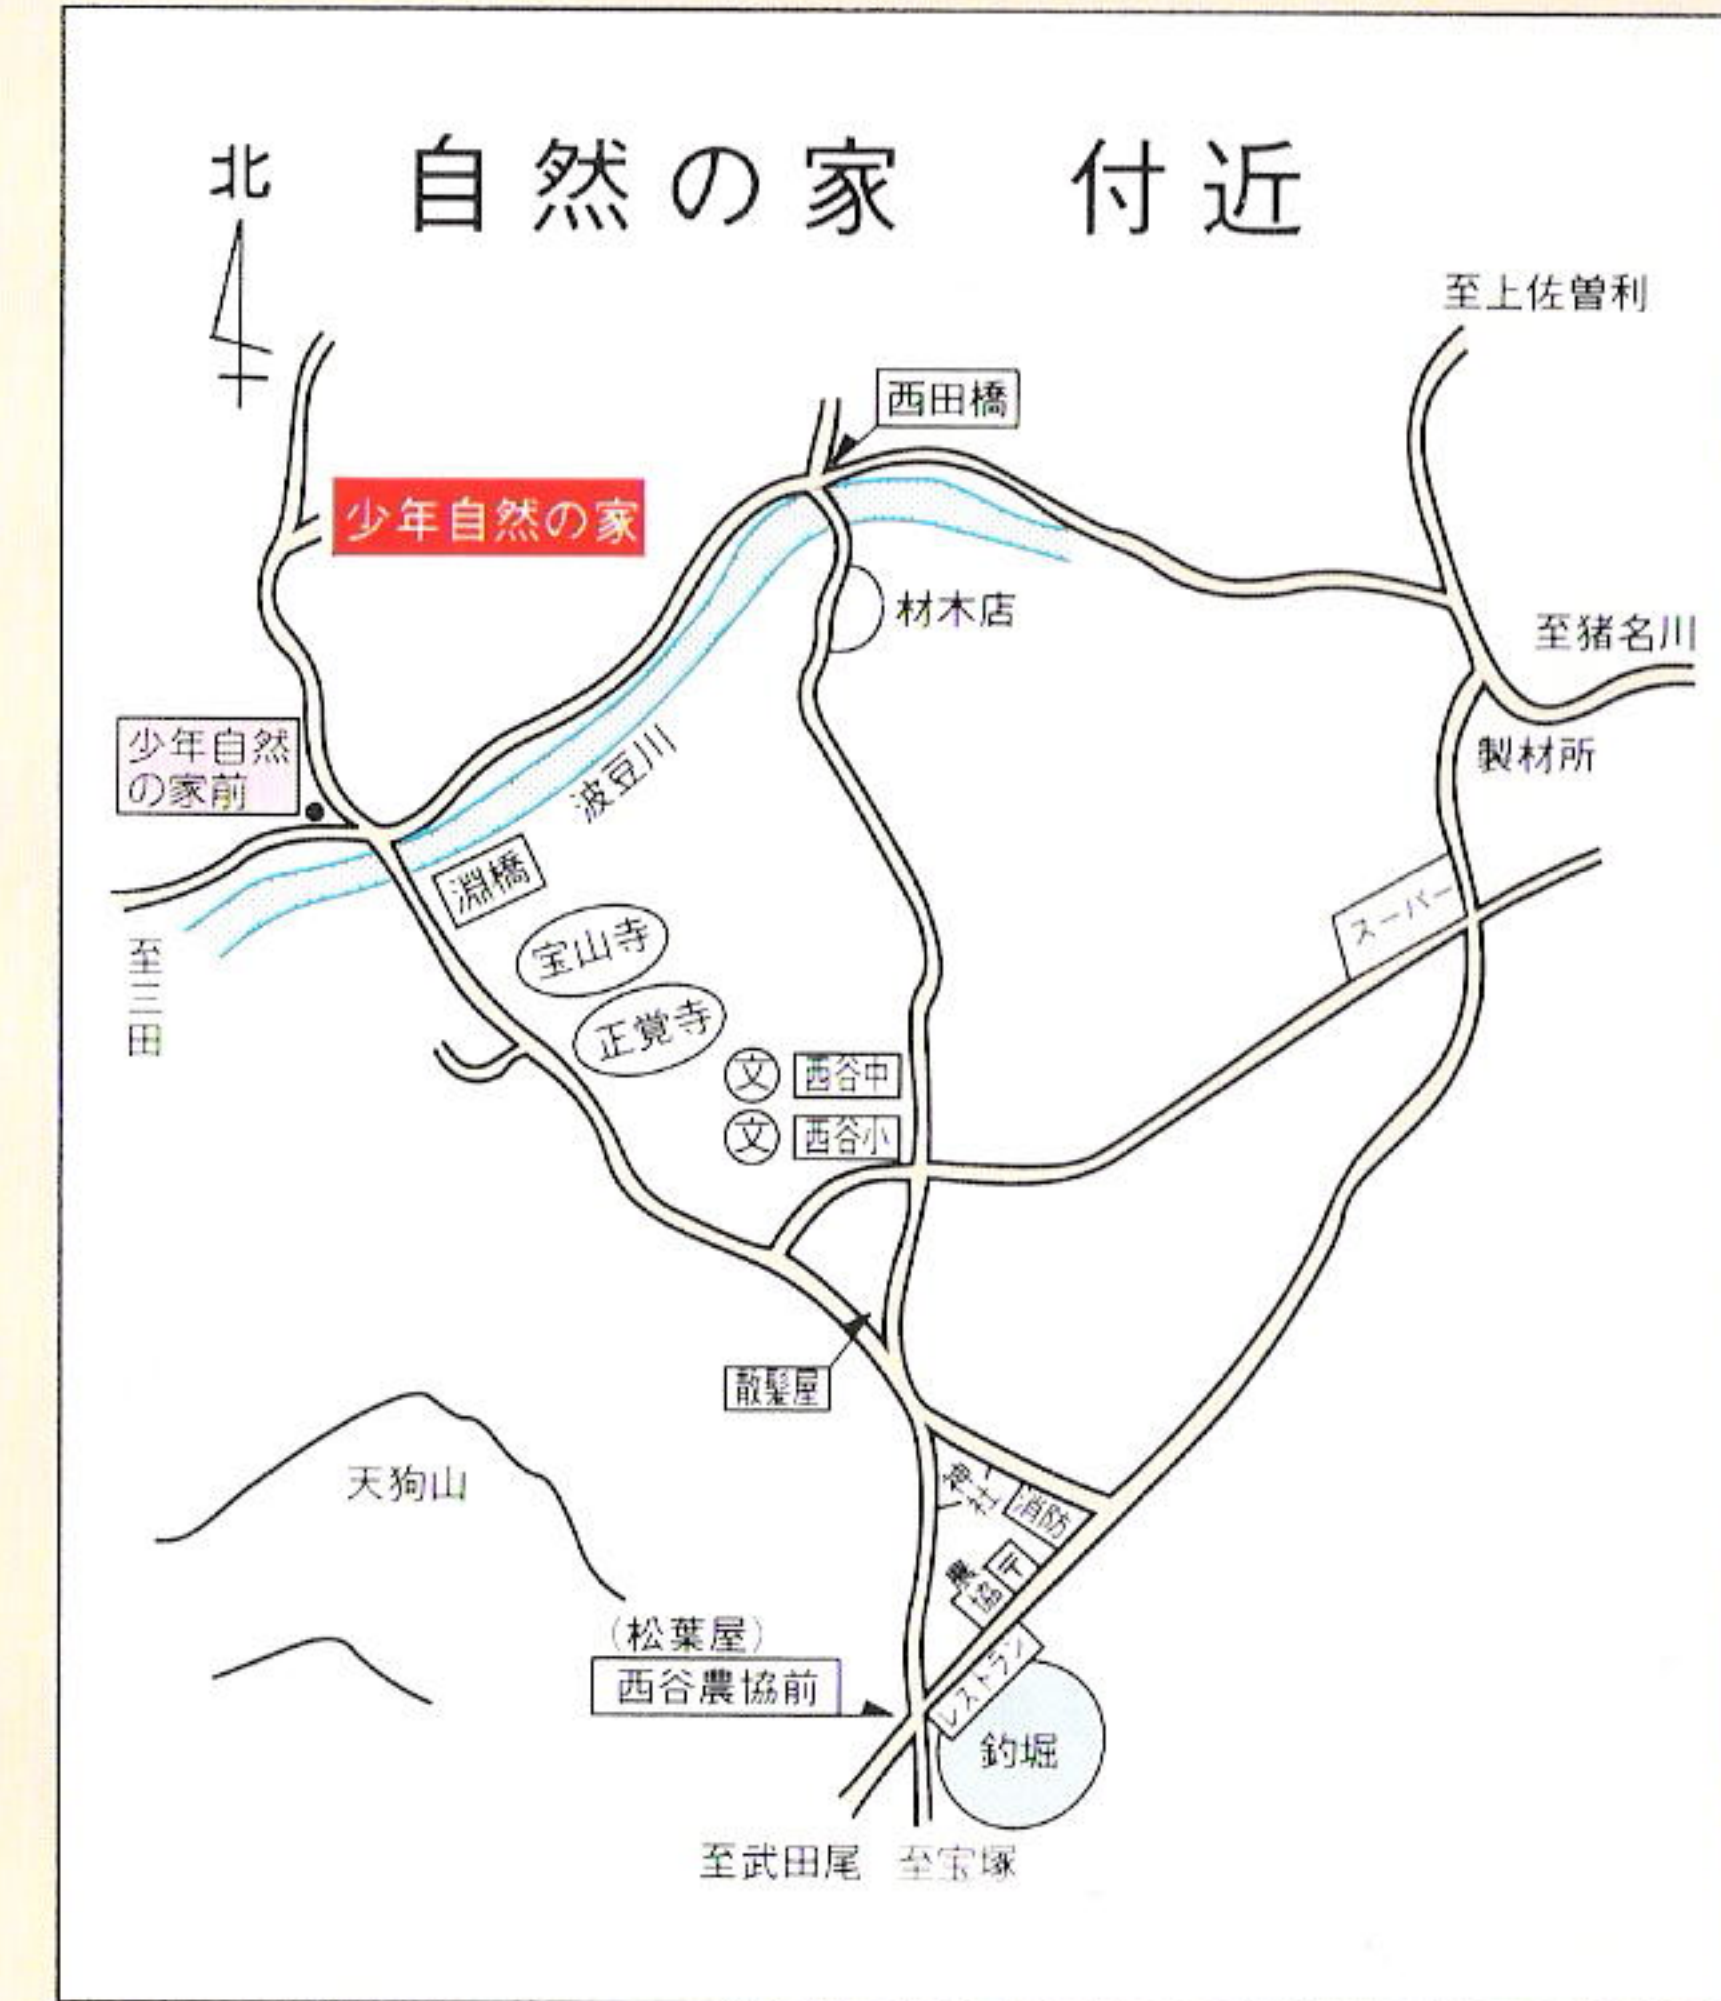 北
自然の家 付近
至上佐曽利
西田橋
少年自然の家
材木店
至猪名川
少年自然
の家前
製材所
波豆川
淵橋
スーパー
宝山寺
至三田
正覚寺
文 西谷中
文 西谷小
散髪屋
天狗山
神社
消防
〒
農協
(松葉屋)
西谷農協前
レストラン
釣堀
至武田尾 至宝塚